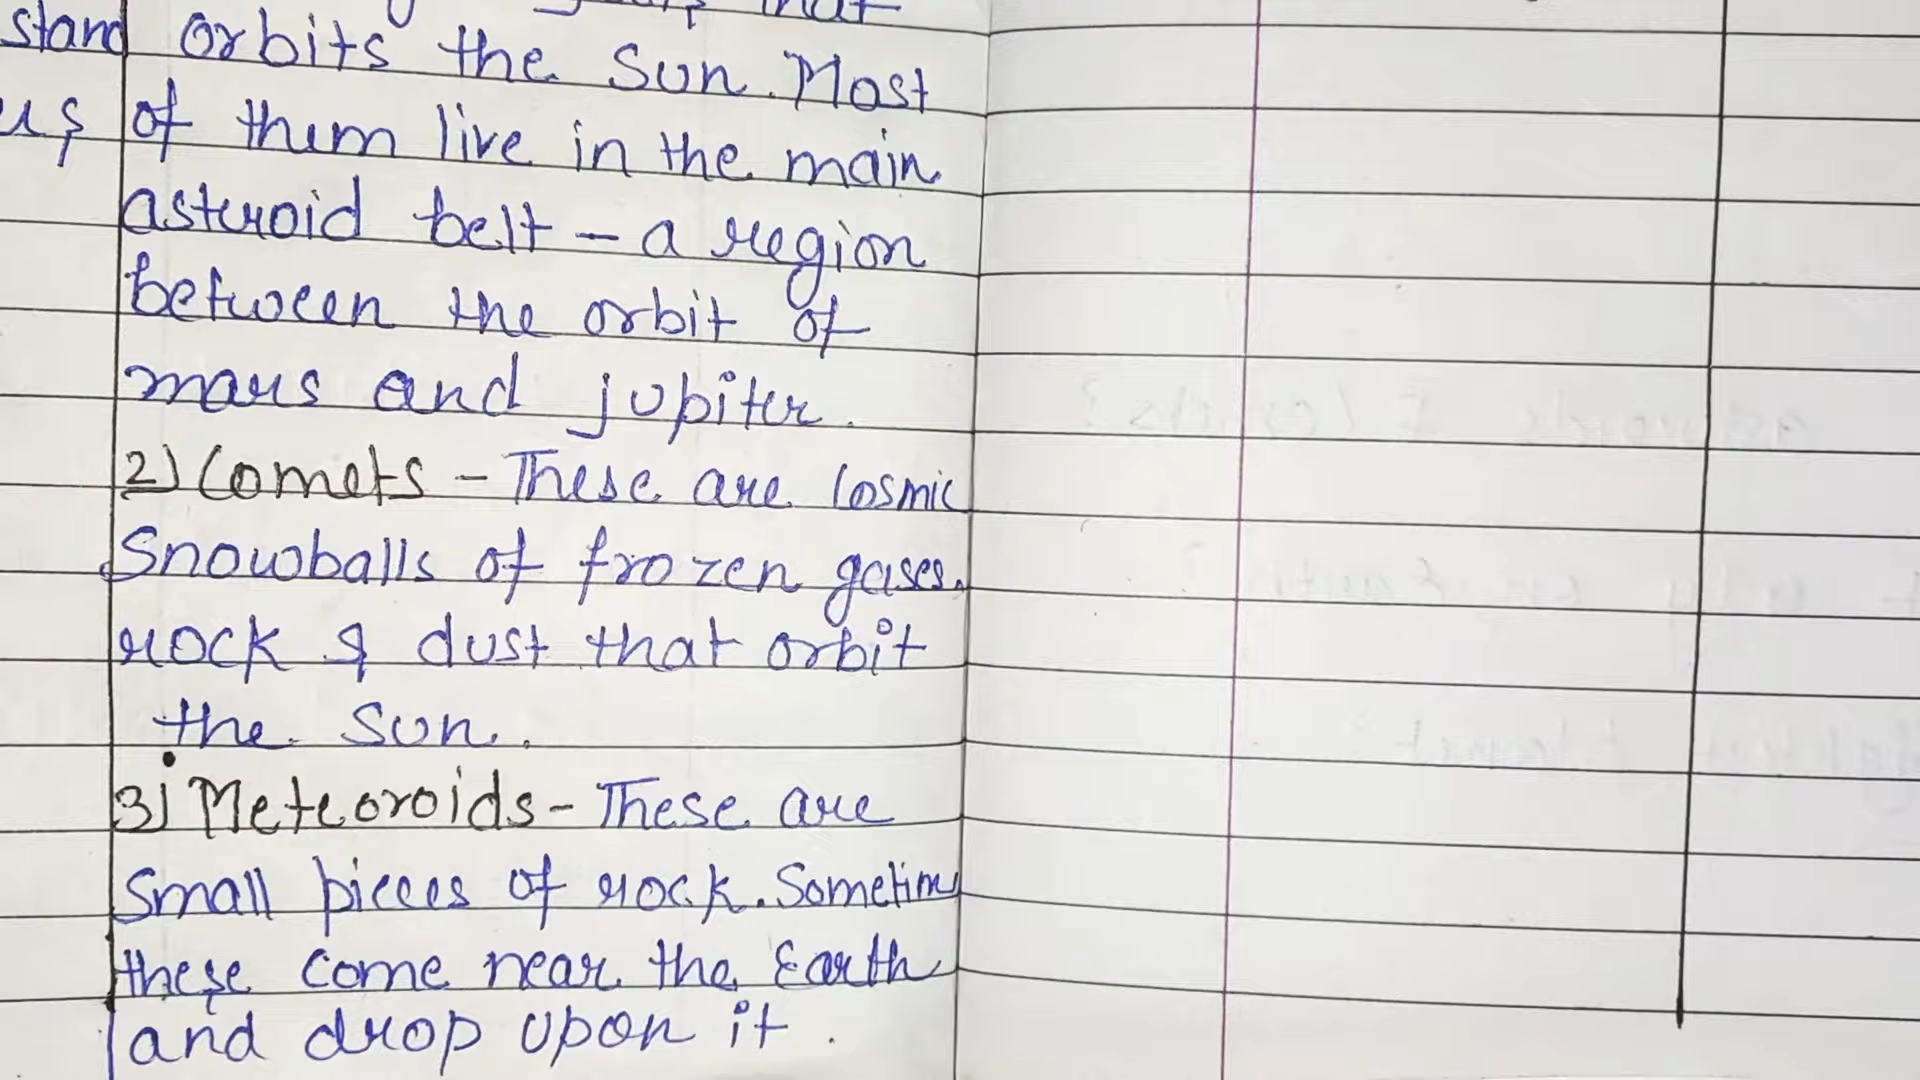 that
stand orbits the Sun. Most
us of them live in the main
asteroid belt - a region
between the orbit of
mars and jupiter.
2) Comets - These are Cosmic
Snowballs of frozen gases,
rock & dust that orbit
the Sun.
3) Meteoroids - These are
Small pieces of rock. Sometim
these come near the Earth
and drop upon it.